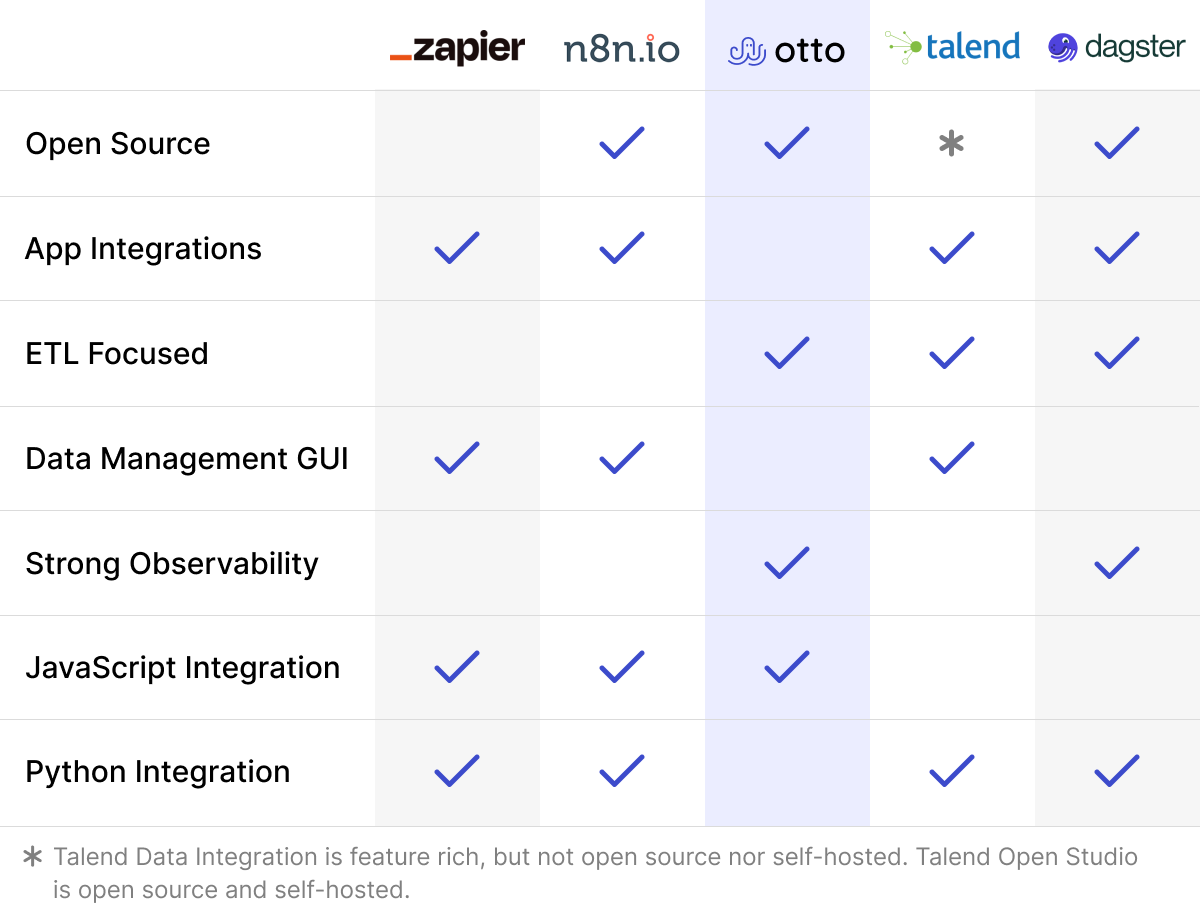 _zapier n8n.io otto talend dagster
Open Source ✓ ✓ * ✓
App Integrations ✓ ✓ ✓ ✓
ETL Focused ✓ ✓ ✓
Data Management GUI ✓ ✓ ✓
Strong Observability ✓ ✓
JavaScript Integration ✓ ✓ ✓
Python Integration ✓ ✓ ✓ ✓
* Talend Data Integration is feature rich, but not open source nor self-hosted. Talend Open Studio
is open source and self-hosted.